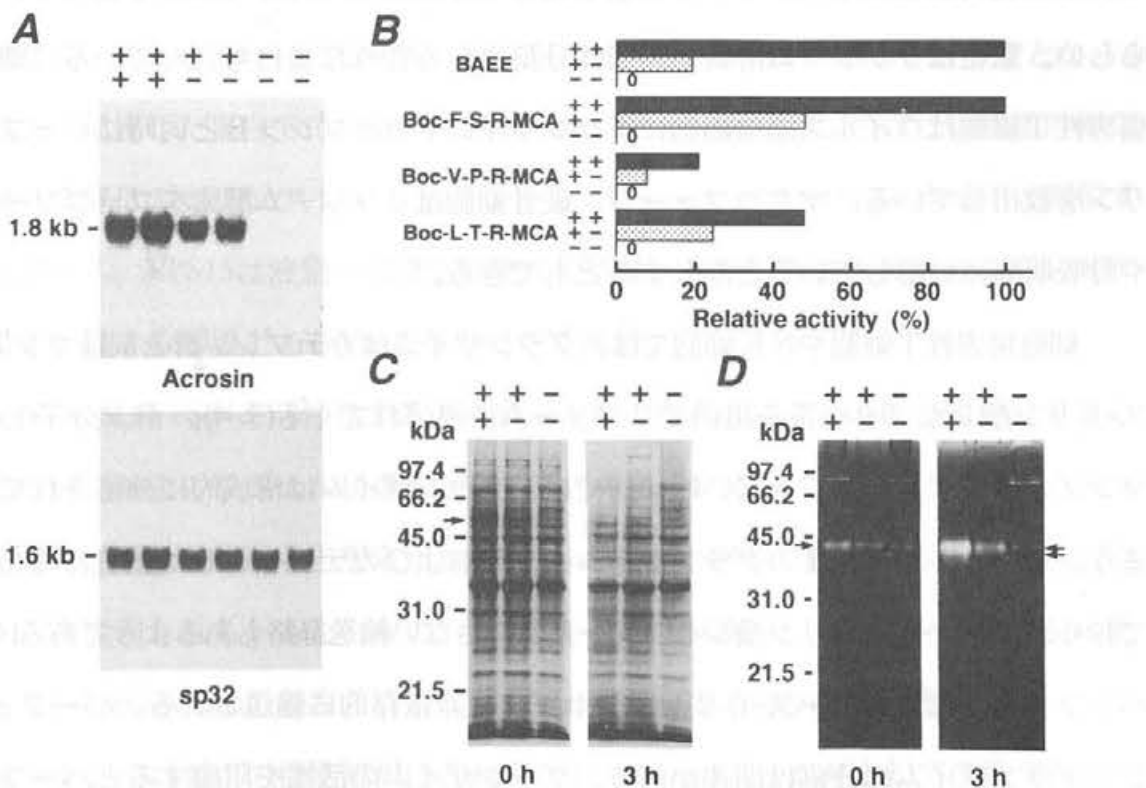 A
+ + + + − −
+ + − − − −
1.8 kb
Acrosin
1.6 kb
sp32
B
+ +
BAEE + −
− − 0
+ +
Boc-F-S-R-MCA + −
− − 0
+ +
Boc-V-P-R-MCA + −
− − 0
+ +
Boc-L-T-R-MCA + −
− − 0
0 20 40 60 80 100
Relative activity (%)
C
+ + − + + −
+ − − + − −
kDa
97.4
66.2
45.0
31.0
21.5
0 h 3 h
D
+ + − + + −
+ − − + − −
kDa
97.4
66.2
45.0
31.0
21.5
0 h 3 h